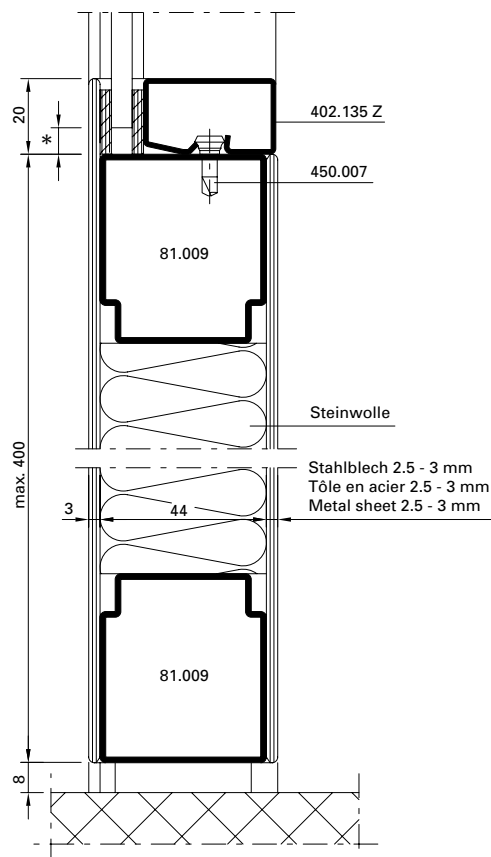 20
402.135 Z
*
450.007
81.009
Steinwolle
max. 400
Stahlblech 2.5 - 3 mm
Tôle en acier 2.5 - 3 mm
Metal sheet 2.5 - 3 mm
3
44
81.009
8